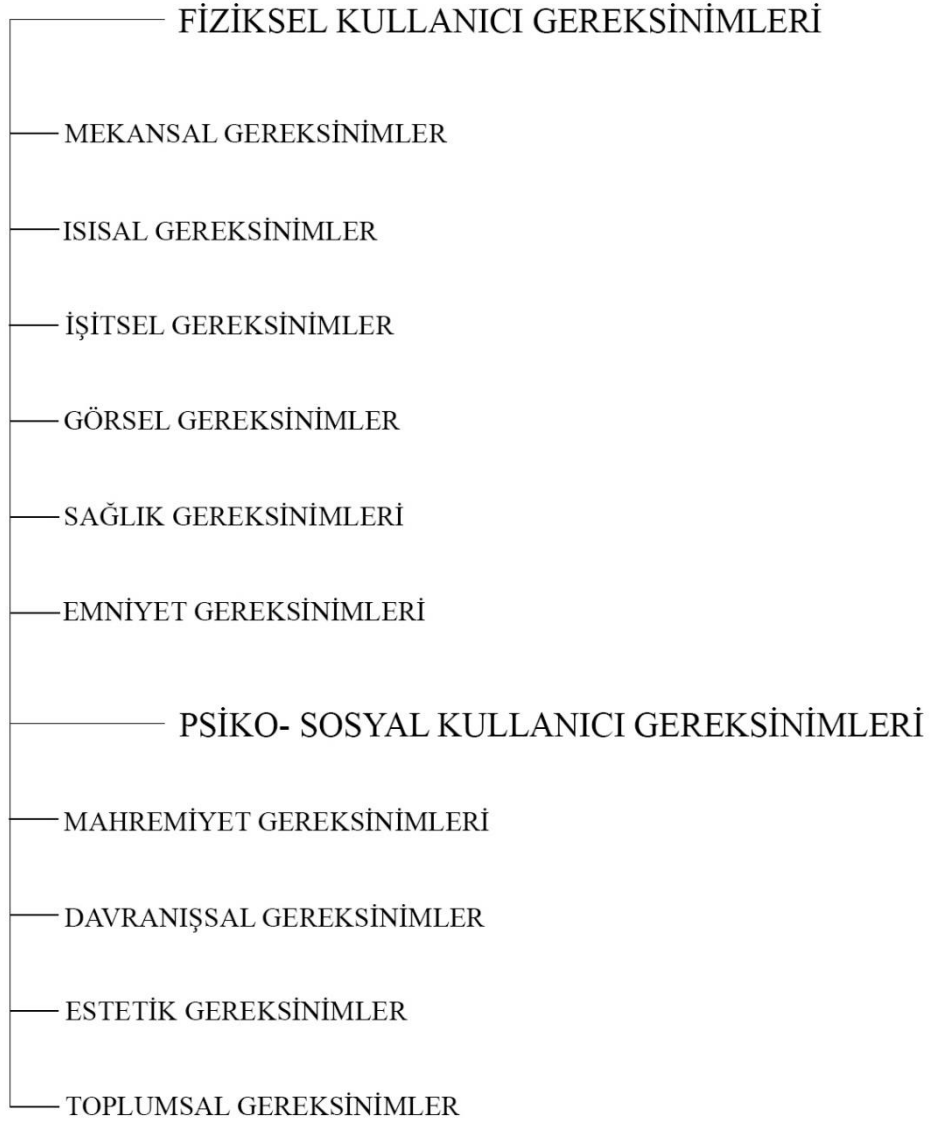 FİZİKSEL KULLANICI GEREKSİNİMLERİ
MEKANSAL GEREKSİNİMLER
ISISAL GEREKSİNİMLER
İŞİTSEL GEREKSİNİMLER
GÖRSEL GEREKSİNİMLER
SAĞLIK GEREKSİNİMLERİ
EMNİYET GEREKSİNİMLERİ
PSİKO- SOSYAL KULLANICI GEREKSİNİMLERİ
MAHREMİYET GEREKSİNİMLERİ
DAVRANIŞSAL GEREKSİNİMLER
ESTETİK GEREKSİNİMLER
TOPLUMSAL GEREKSİNİMLER